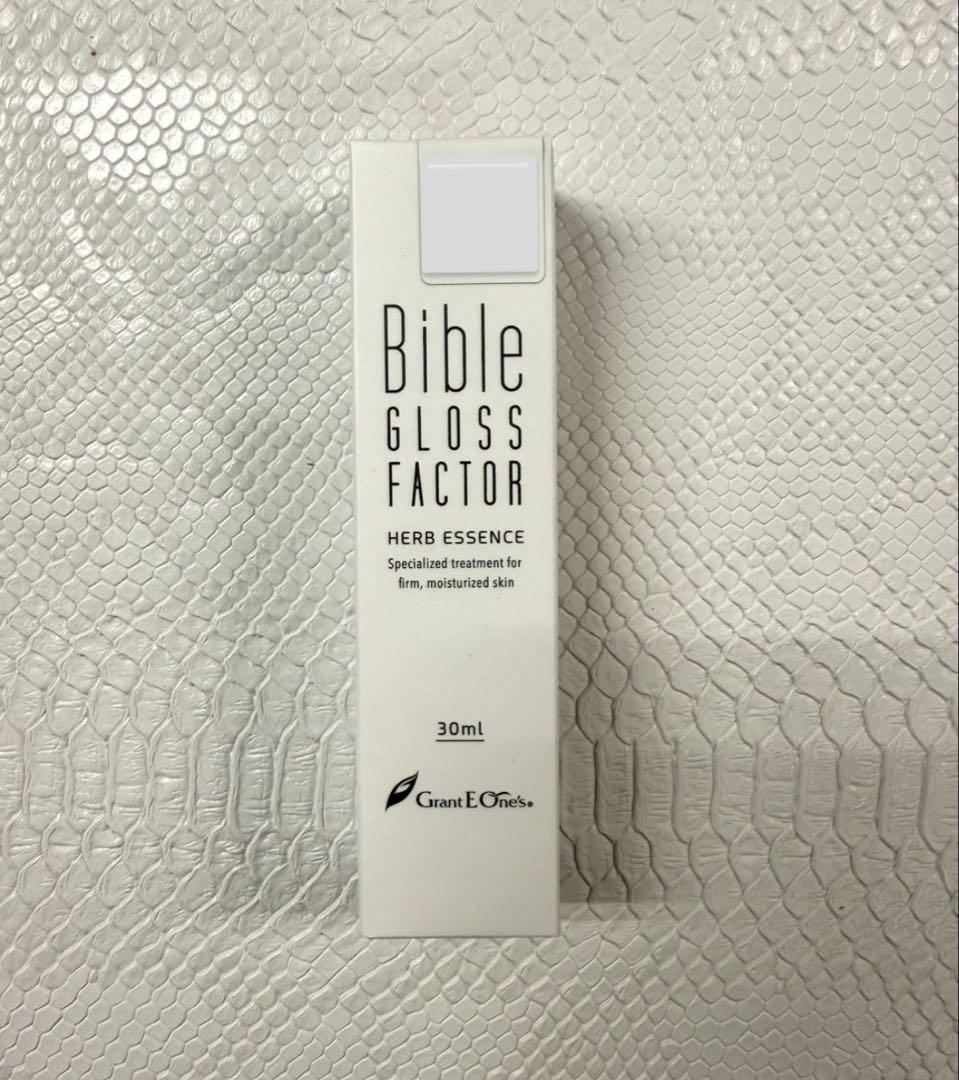 Bible
GLOSS
FACTOR
HERB ESSENCE
Specialized treatment for
firm, moisturized skin
30ml
Grant E One's